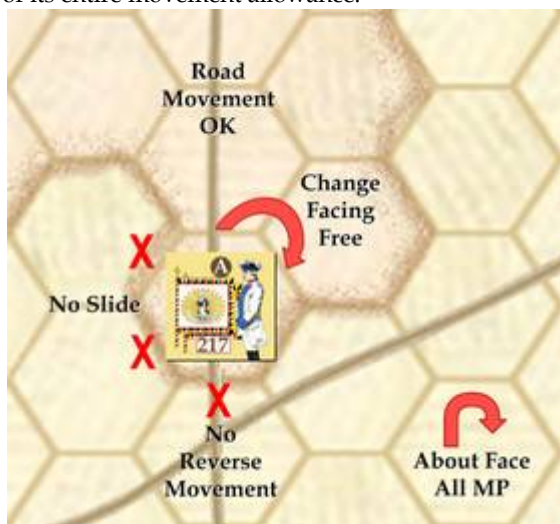 of its entire movement allowance.
Road
Movement
OK
Change
Facing
Free
A
No Slide
X
X
217
X
No
Reverse
Movement
About Face
All MP